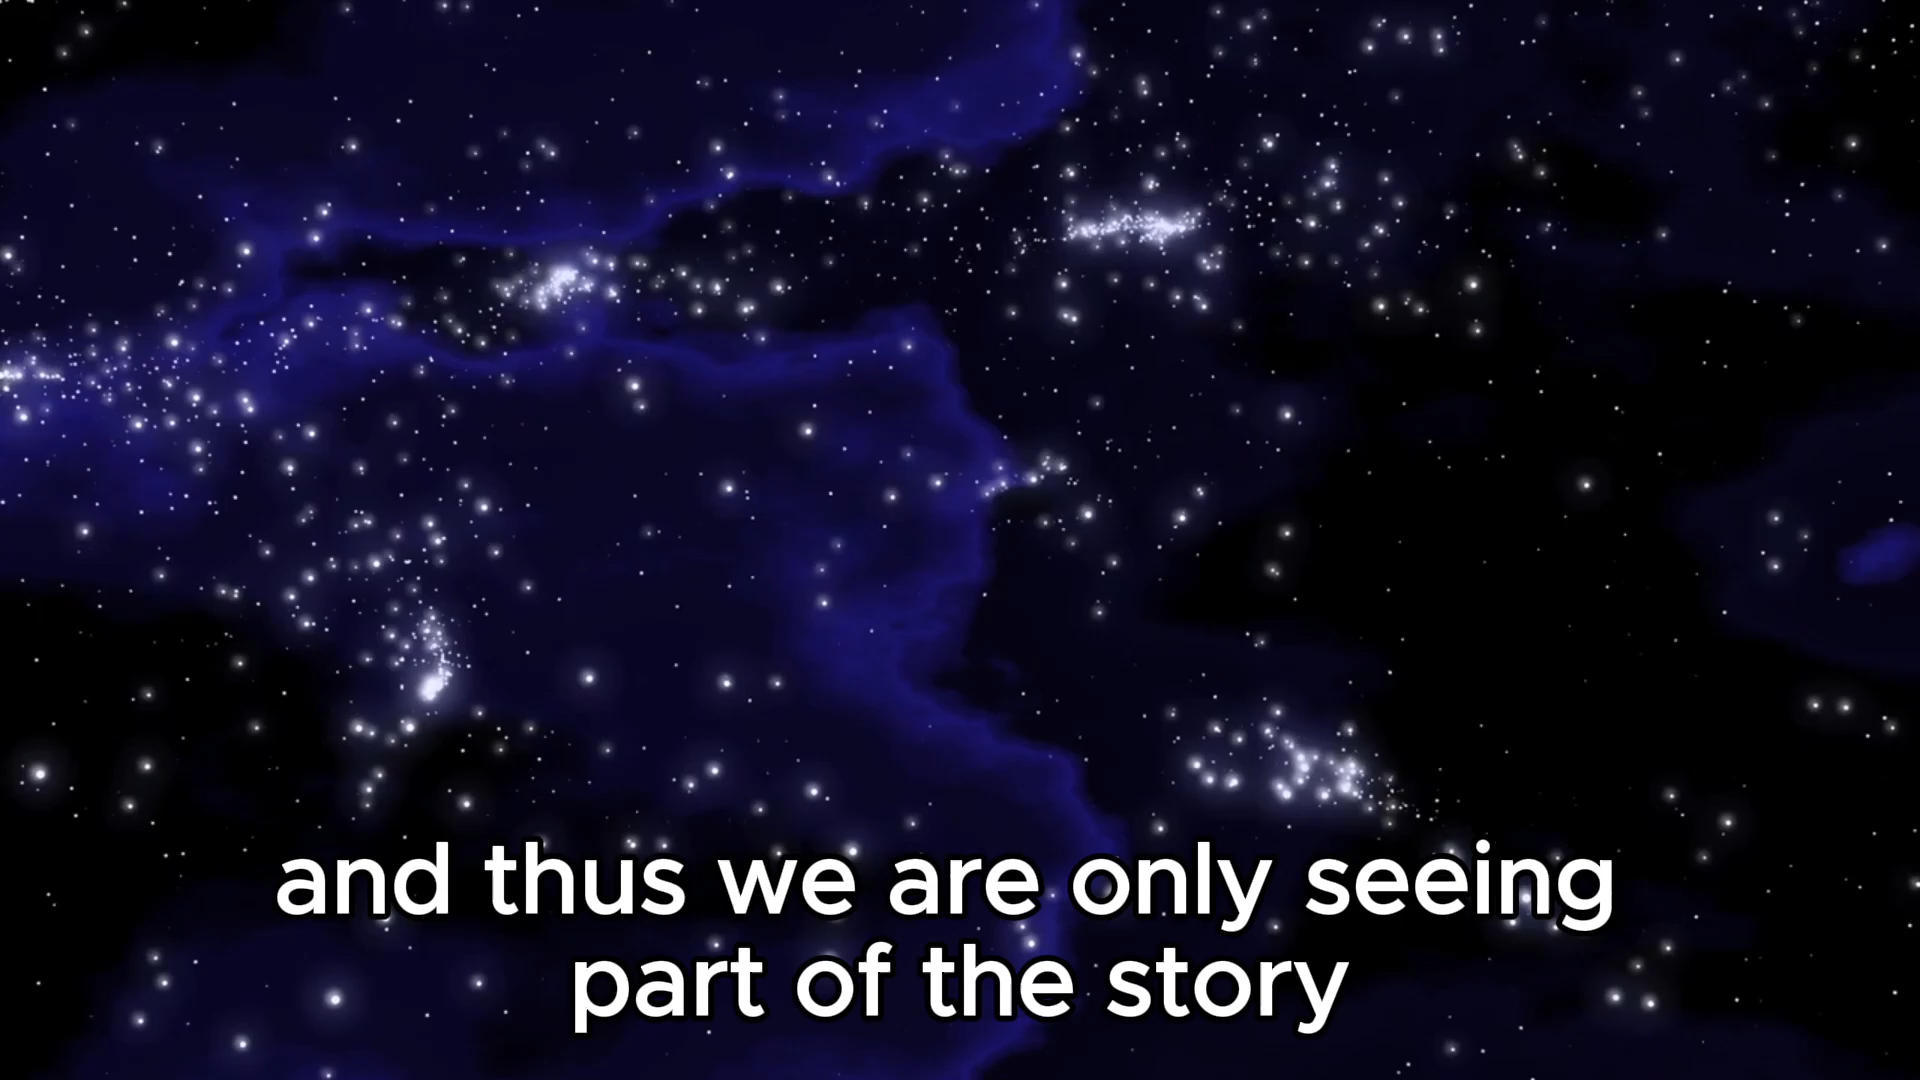 and thus we are only seeing
part of the story